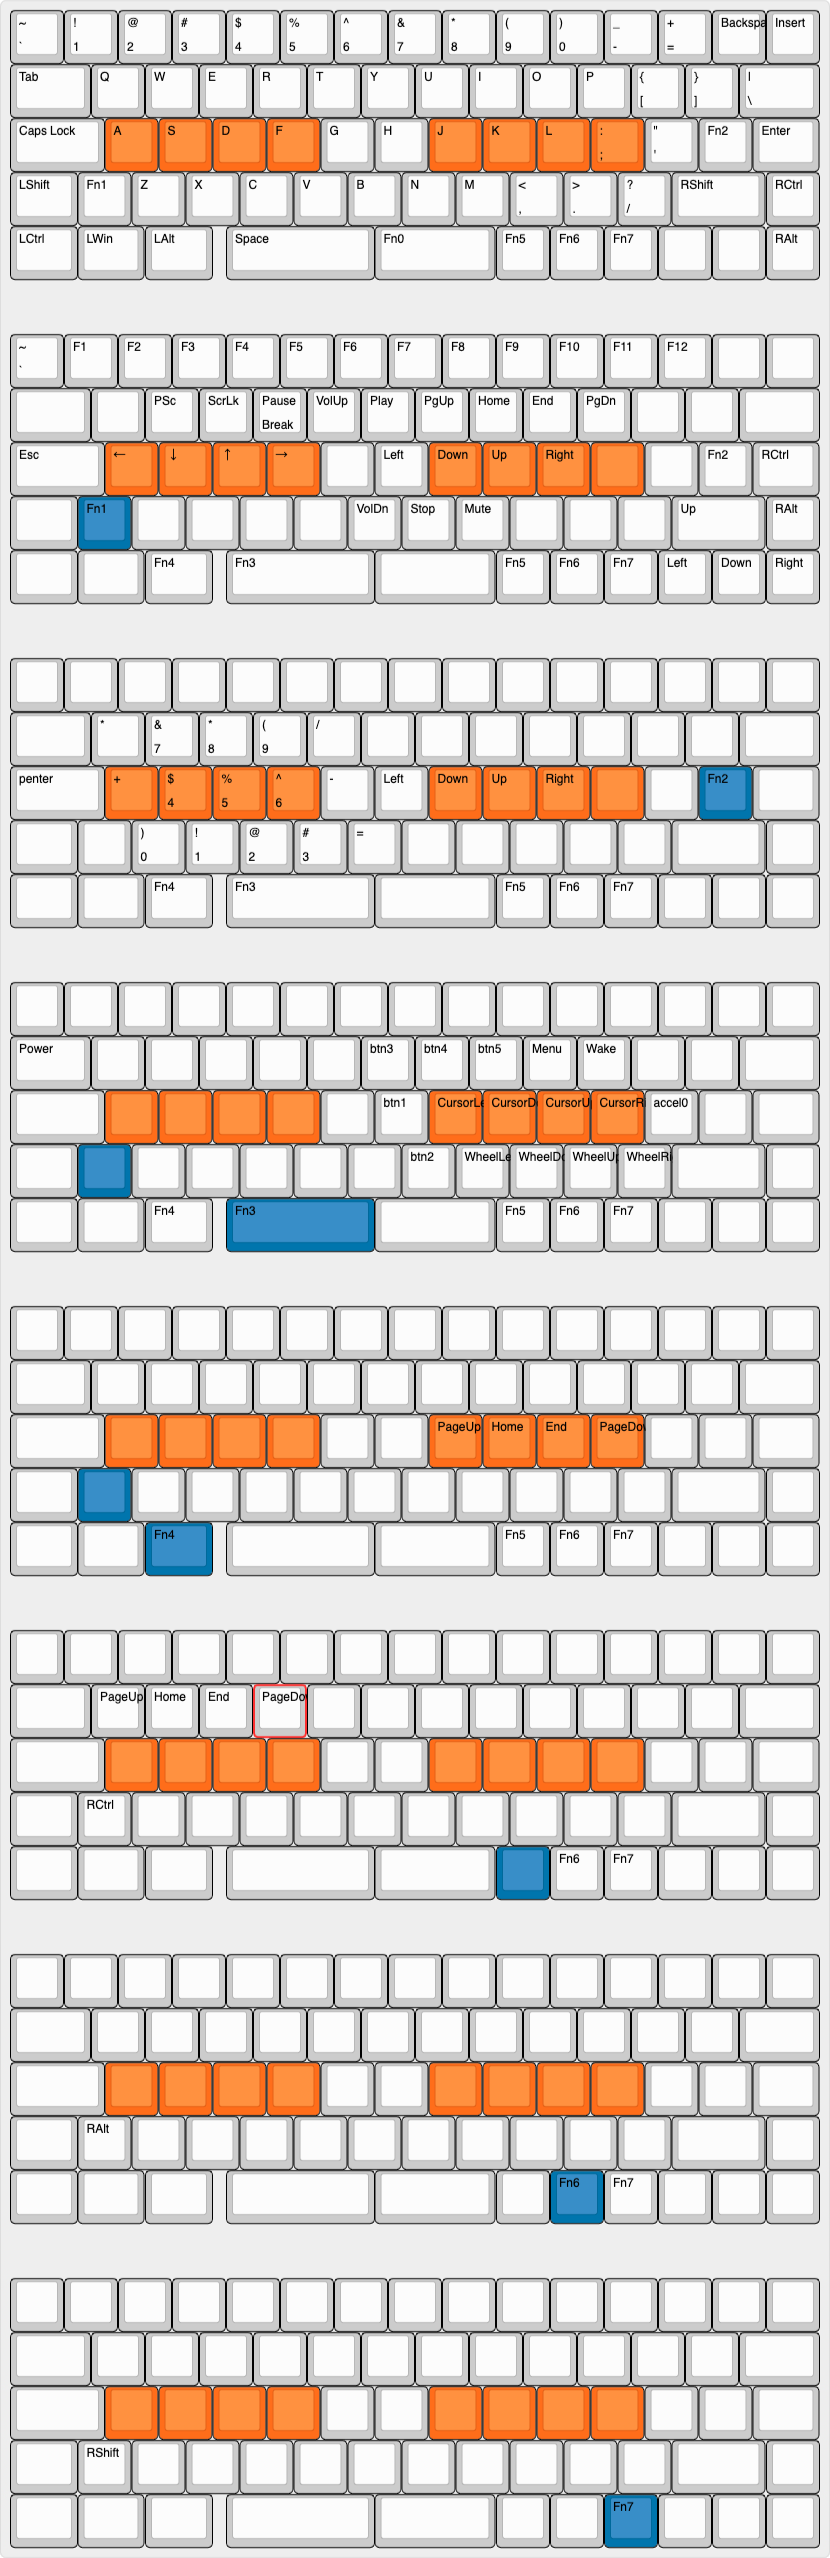 ~ ! @ # $ % ^ & * ( ) _ + Backspa Insert
` 1 2 3 4 5 6 7 8 9 0 - =
Tab Q W E R T Y U I O P { } |
[ ] \
Caps Lock A S D F G H J K L : " Fn2 Enter
; '
LShift Fn1 Z X C V B N M < > ? RShift RCtrl
, . /
LCtrl LWin LAlt Space Fn0 Fn5 Fn6 Fn7 RAlt
~ F1 F2 F3 F4 F5 F6 F7 F8 F9 F10 F11 F12
`
PSc ScrLk Pause VolUp Play PgUp Home End PgDn
Break
Esc ← ↓ ↑ → Left Down Up Right Fn2 RCtrl
Fn1 VolDn Stop Mute Up RAlt
Fn4 Fn3 Fn5 Fn6 Fn7 Left Down Right
* & * ( /
7 8 9
penter + $ % ^ - Left Down Up Right Fn2
4 5 6
) ! @ # =
0 1 2 3
Fn4 Fn3 Fn5 Fn6 Fn7
Power btn3 btn4 btn5 Menu Wake
btn1 CursorLe CursorD CursorU CursorRi accel0
btn2 WheelLe WheelDo WheelUp WheelRi
Fn4 Fn3 Fn5 Fn6 Fn7
PageUp Home End PageDov
Fn4 Fn5 Fn6 Fn7
PageUp Home End PageDov
RCtrl
Fn6 Fn7
RAlt
Fn6 Fn7
RShift
Fn7